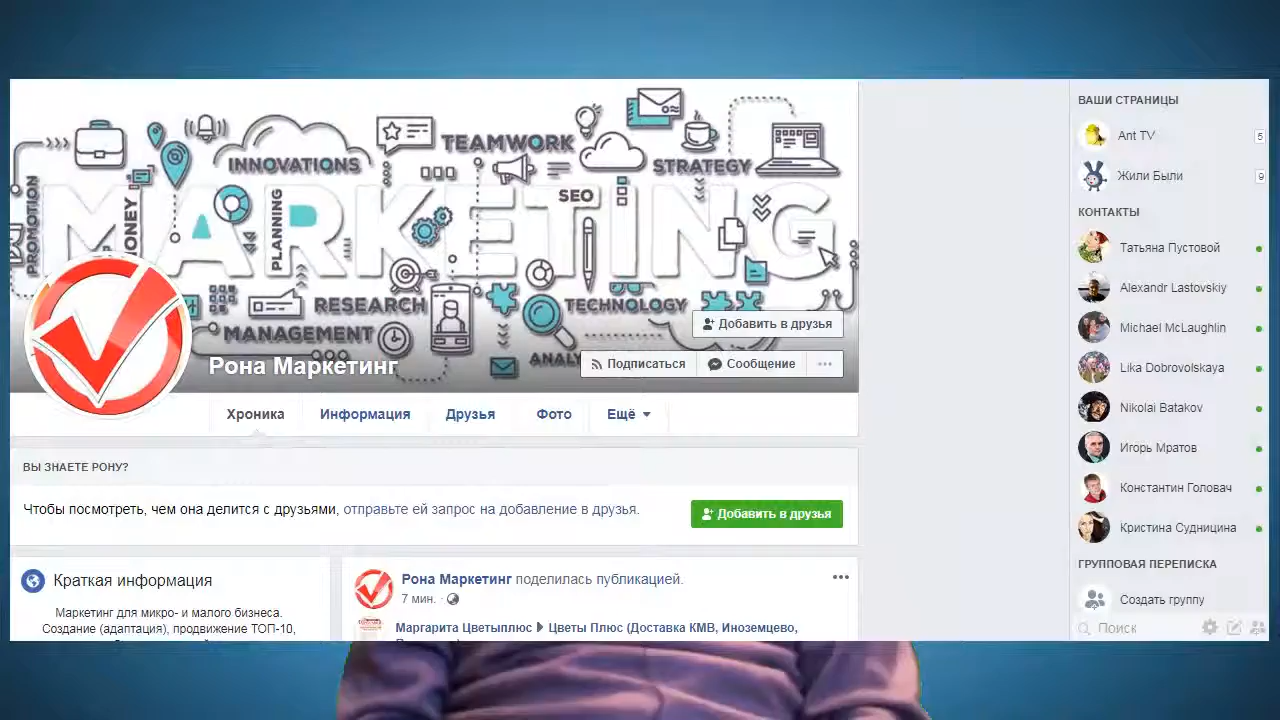 TEAMWORK
INNOVATIONS
STRATEGY
PROMOTION
MONEY
PLANNING
SEO
MARKETING
RESEARCH
TECHNOLOGY
MANAGEMENT
Добавить в друзья
Рона Маркетинг
Подписаться
Сообщение
Хроника
Информация
Друзья
Фото
Ещё
ВЫ ЗНАЕТЕ РОНУ?
Чтобы посмотреть, чем она делится с друзьями, отправьте ей запрос на добавление в друзья.
Добавить в друзья
Краткая информация
Маркетинг для микро- и малого бизнеса.
Создание (адаптация), продвижение ТОП-10,
Рона Маркетинг поделилась публикацией.
7 мин.
Маргарита Цветыплюс Цветы Плюс (Доставка КМВ, Иноземцево,
ВАШИ СТРАНИЦЫ
Ant TV 5
Жили Были 9
КОНТАКТЫ
Татьяна Пустовой
Alexandr Lastovskiy
Michael McLaughlin
Lika Dobrovolskaya
Nikolai Batakov
Игорь Мратов
Константин Головач
Кристина Судницина
ГРУППОВАЯ ПЕРЕПИСКА
Создать группу
Поиск